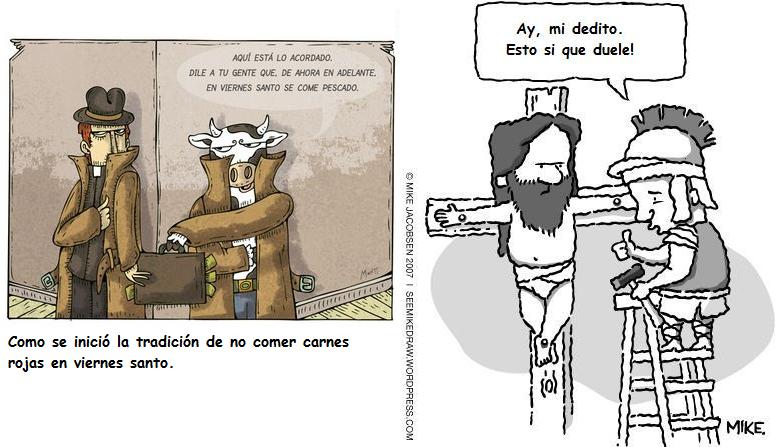 AQUÍ ESTÁ LO ACORDADO.
DILE A TU GENTE QUE, DE AHORA EN ADELANTE,
EN VIERNES SANTO SE COME PESCADO.
Como se inició la tradición de no comer carnes
rojas en viernes santo.
© MIKE JACOBSEN 2007 | SEEMIKEDRAW.WORDPRESS.COM
Ay, mi dedito.
Esto si que duele!
MIKE.